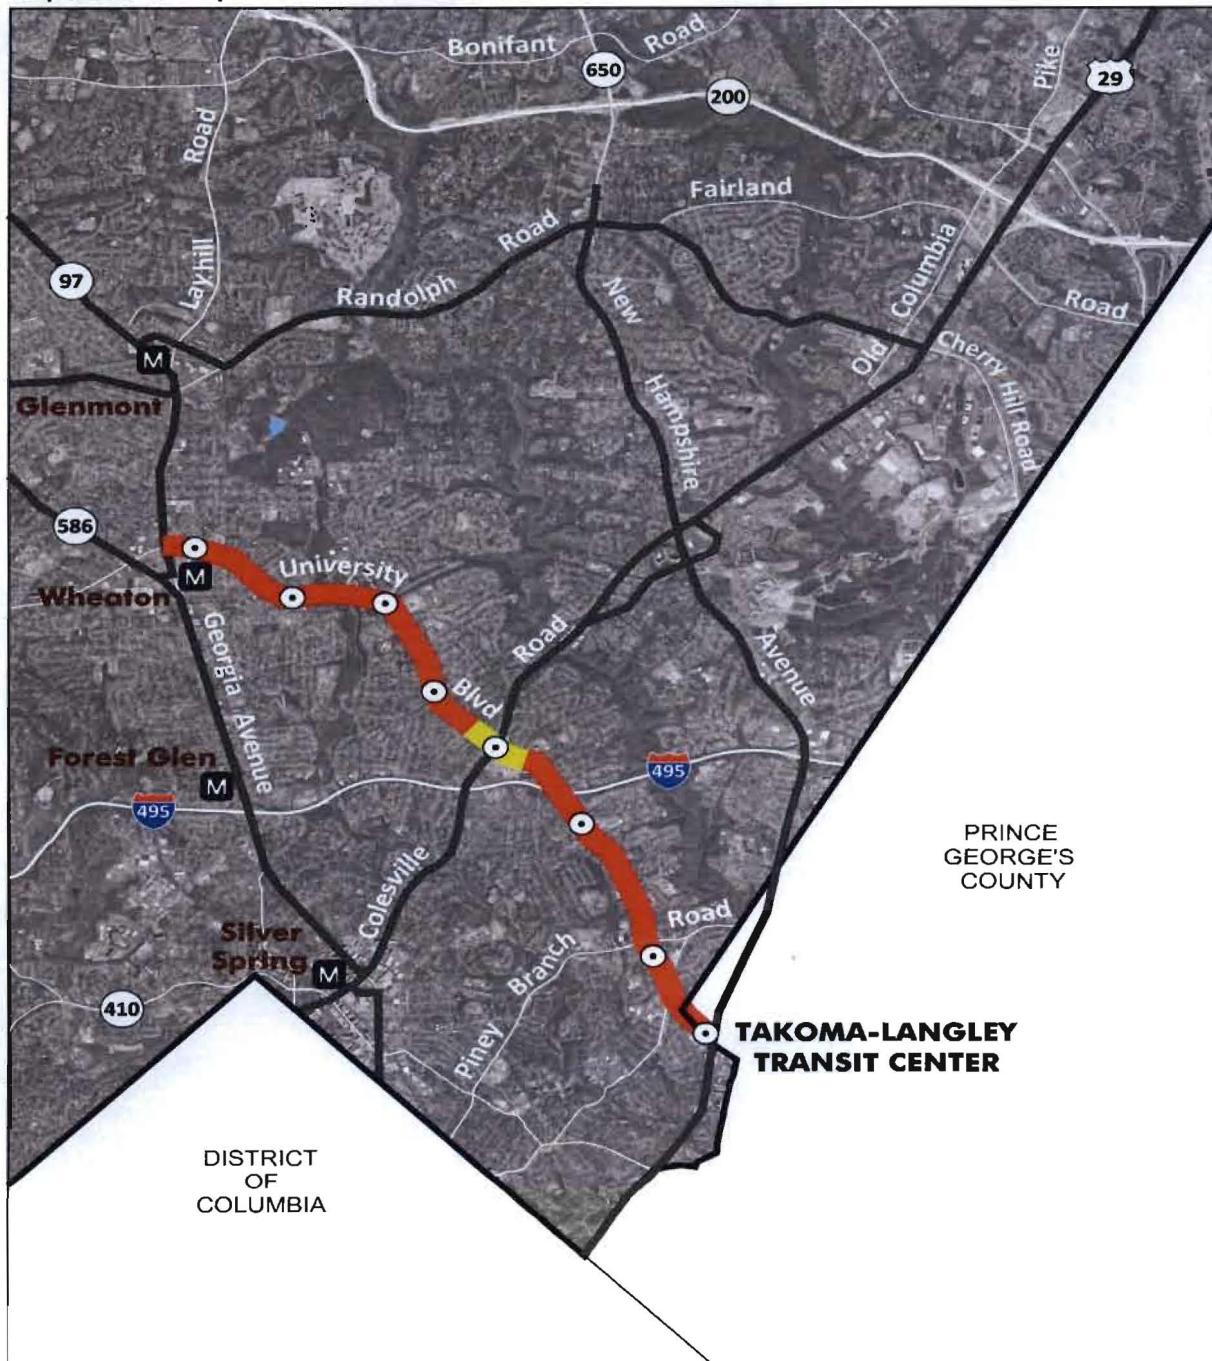 Bonifant Road
650
200
29
Pike
Layhill Road
Fairland Road
Old Columbia
97
Randolph Road
New Hampshire Avenue
Cherry Hill Road
M
Glenmont
586
University Blvd
M
Wheaton
Georgia Avenue
Colesville Road
Forest Glen
M
495
495
PRINCE
GEORGE'S
COUNTY
Silver
Spring
M
410
Piney Branch Road
TAKOMA-LANGLEY
TRANSIT CENTER
DISTRICT
OF
COLUMBIA